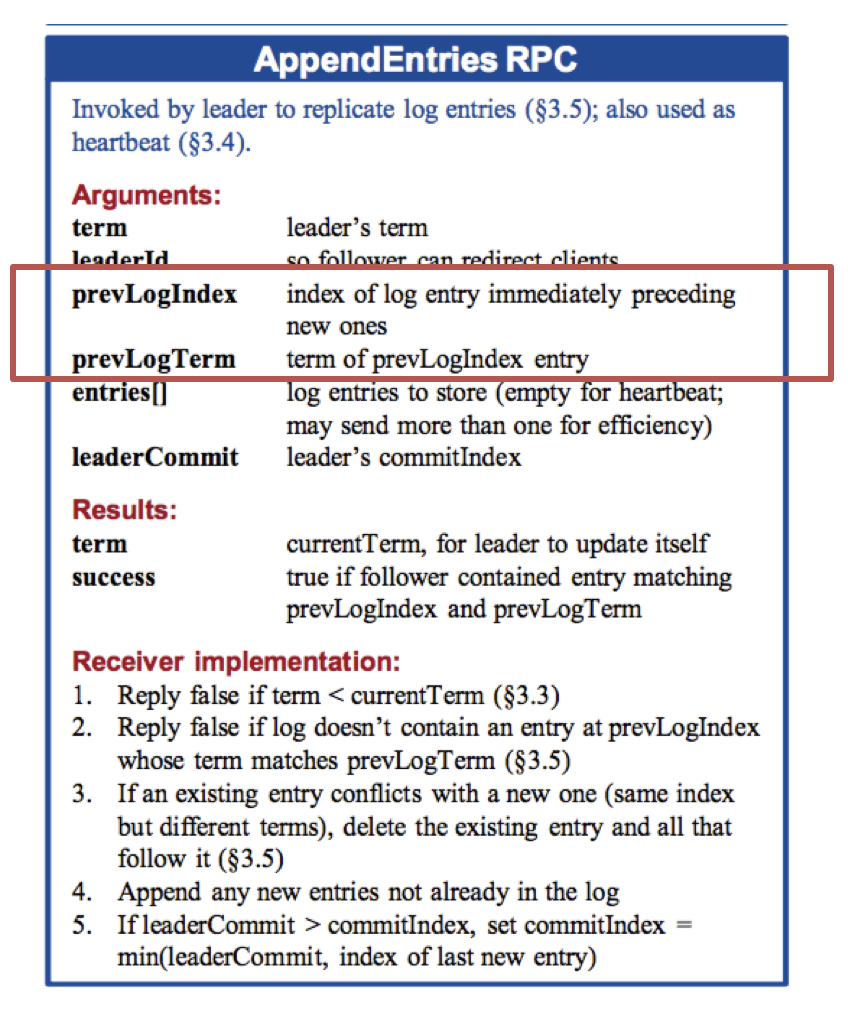 AppendEntries RPC
Invoked by leader to replicate log entries (§3.5); also used as
heartbeat (§3.4).
Arguments:
term leader's term
leaderId so follower can redirect clients
prevLogIndex index of log entry immediately preceding
new ones
prevLogTerm term of prevLogIndex entry
entries[] log entries to store (empty for heartbeat;
may send more than one for efficiency)
leaderCommit leader's commitIndex
Results:
term currentTerm, for leader to update itself
success true if follower contained entry matching
prevLogIndex and prevLogTerm
Receiver implementation:
1. Reply false if term < currentTerm (§3.3)
2. Reply false if log doesn't contain an entry at prevLogIndex
whose term matches prevLogTerm (§3.5)
3. If an existing entry conflicts with a new one (same index
but different terms), delete the existing entry and all that
follow it (§3.5)
4. Append any new entries not already in the log
5. If leaderCommit > commitIndex, set commitIndex =
min(leaderCommit, index of last new entry)